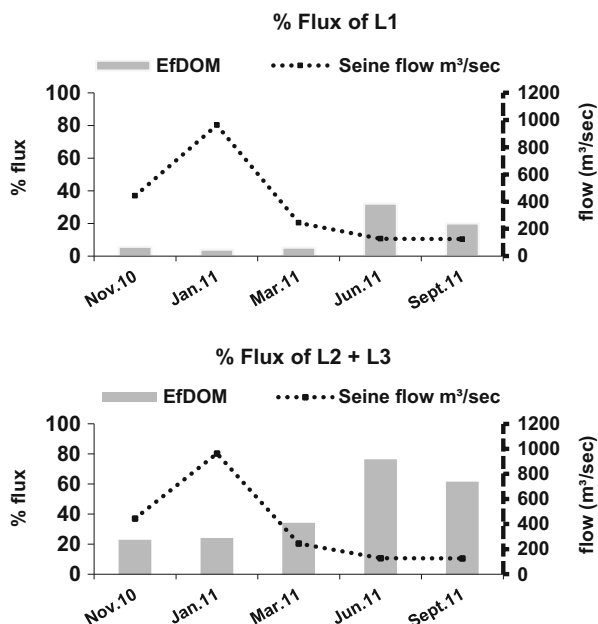 % Flux of L1
EfDOM
Seine flow m³/sec
% flux
100
80
60
40
20
0
1200
1000
800
600
400
200
0
flow (m³/sec)
Nov.10
Jan.11
Mar.11
Jun.11
Sept.11
% Flux of L2 + L3
EfDOM
Seine flow m³/sec
% flux
100
80
60
40
20
0
1200
1000
800
600
400
200
0
flow (m³/sec)
Nov.10
Jan.11
Mar.11
Jun.11
Sept.11